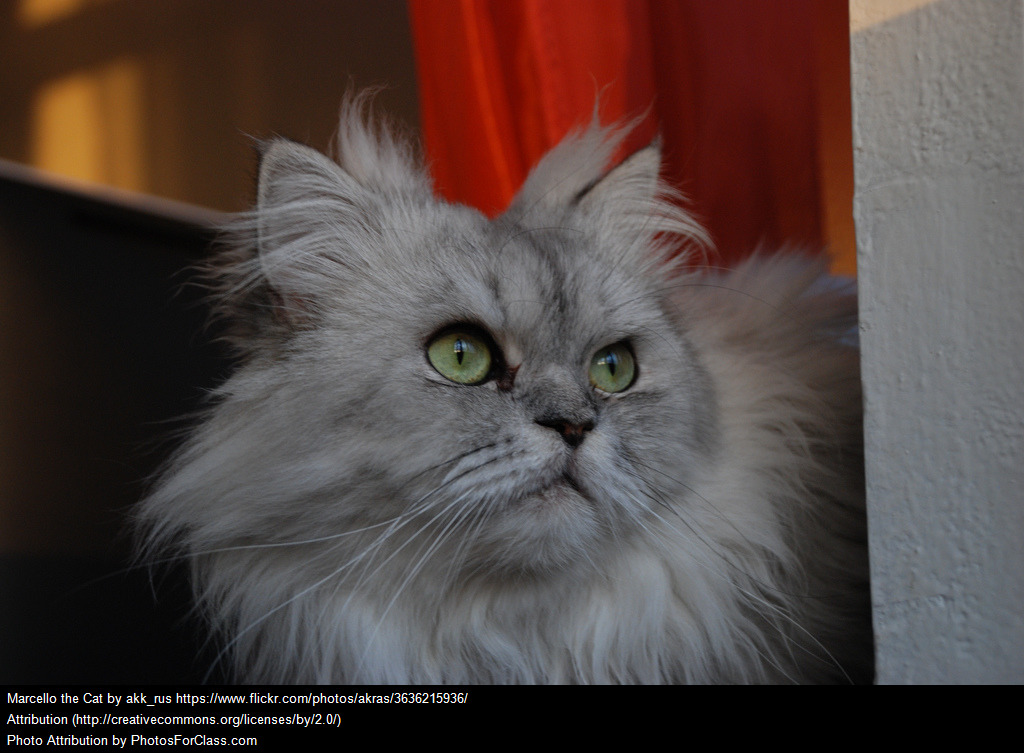 Marcello the Cat by akk_rus https://www.flickr.com/photos/akras/3636215936/
Attribution (http://creativecommons.org/licenses/by/2.0/)
Photo Attribution by PhotosForClass.com